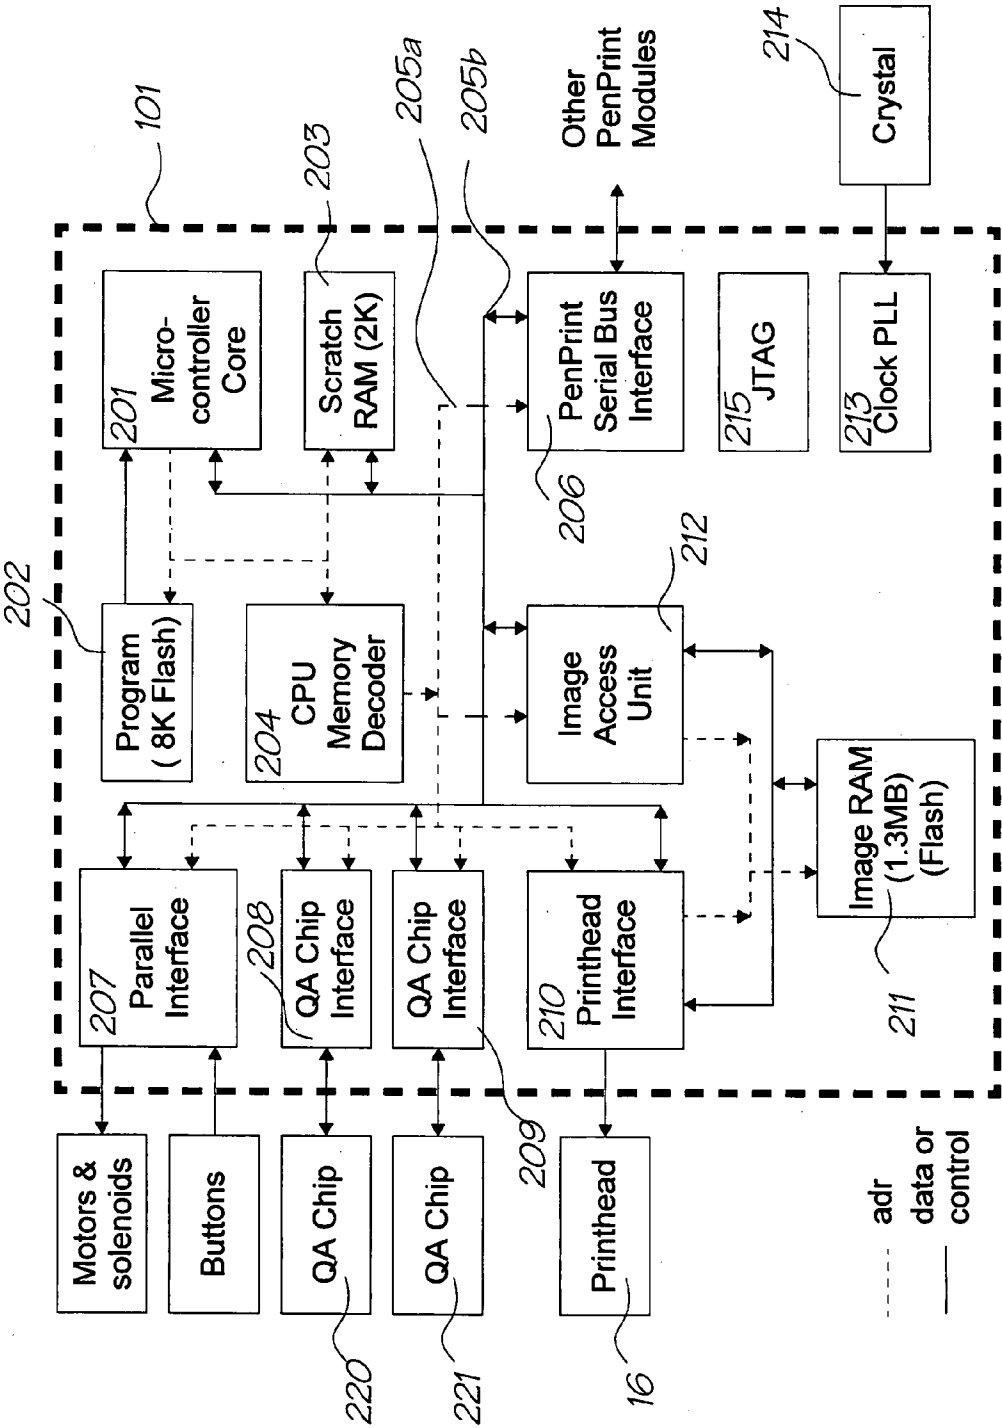 Motors &
solenoids
Buttons
QA Chip
220
QA Chip
221
Printhead
16
207
Parallel
Interface
208
QA Chip
Interface
QA Chip
Interface
209
210
Printhead
Interface
202
Program
( 8K Flash)
204
CPU
Memory
Decoder
Image
Access
Unit
212
Image RAM
(1.3MB)
(Flash)
211
101
201
Micro-
controller
Core
203
Scratch
RAM (2K)
205a
205b
206
PenPrint
Serial Bus
Interface
Other
PenPrint
Modules
215
JTAG
213
Clock PLL
214
Crystal
adr
data or
control